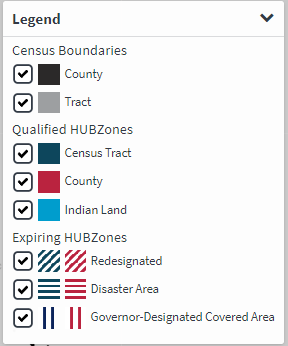 Legend
Census Boundaries
County
Tract
Qualified HUBZones
Census Tract
County
Indian Land
Expiring HUBZones
Redesignated
Disaster Area
Governor-Designated Covered Area